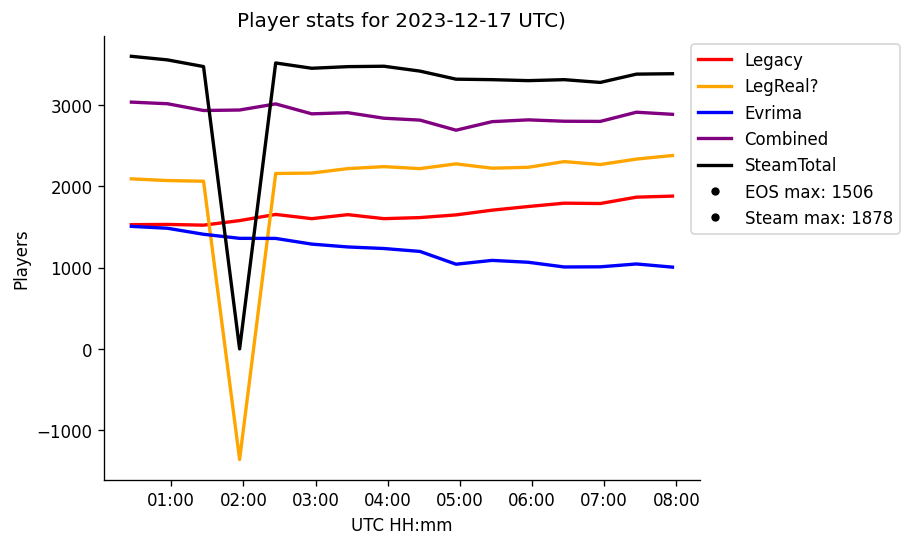 Player stats for 2023-12-17 UTC)
Legacy
LegReal?
Evrima
Combined
SteamTotal
EOS max: 1506
Steam max: 1878
Players
3000
2000
1000
0
−1000
01:00 02:00 03:00 04:00 05:00 06:00 07:00 08:00
UTC HH:mm